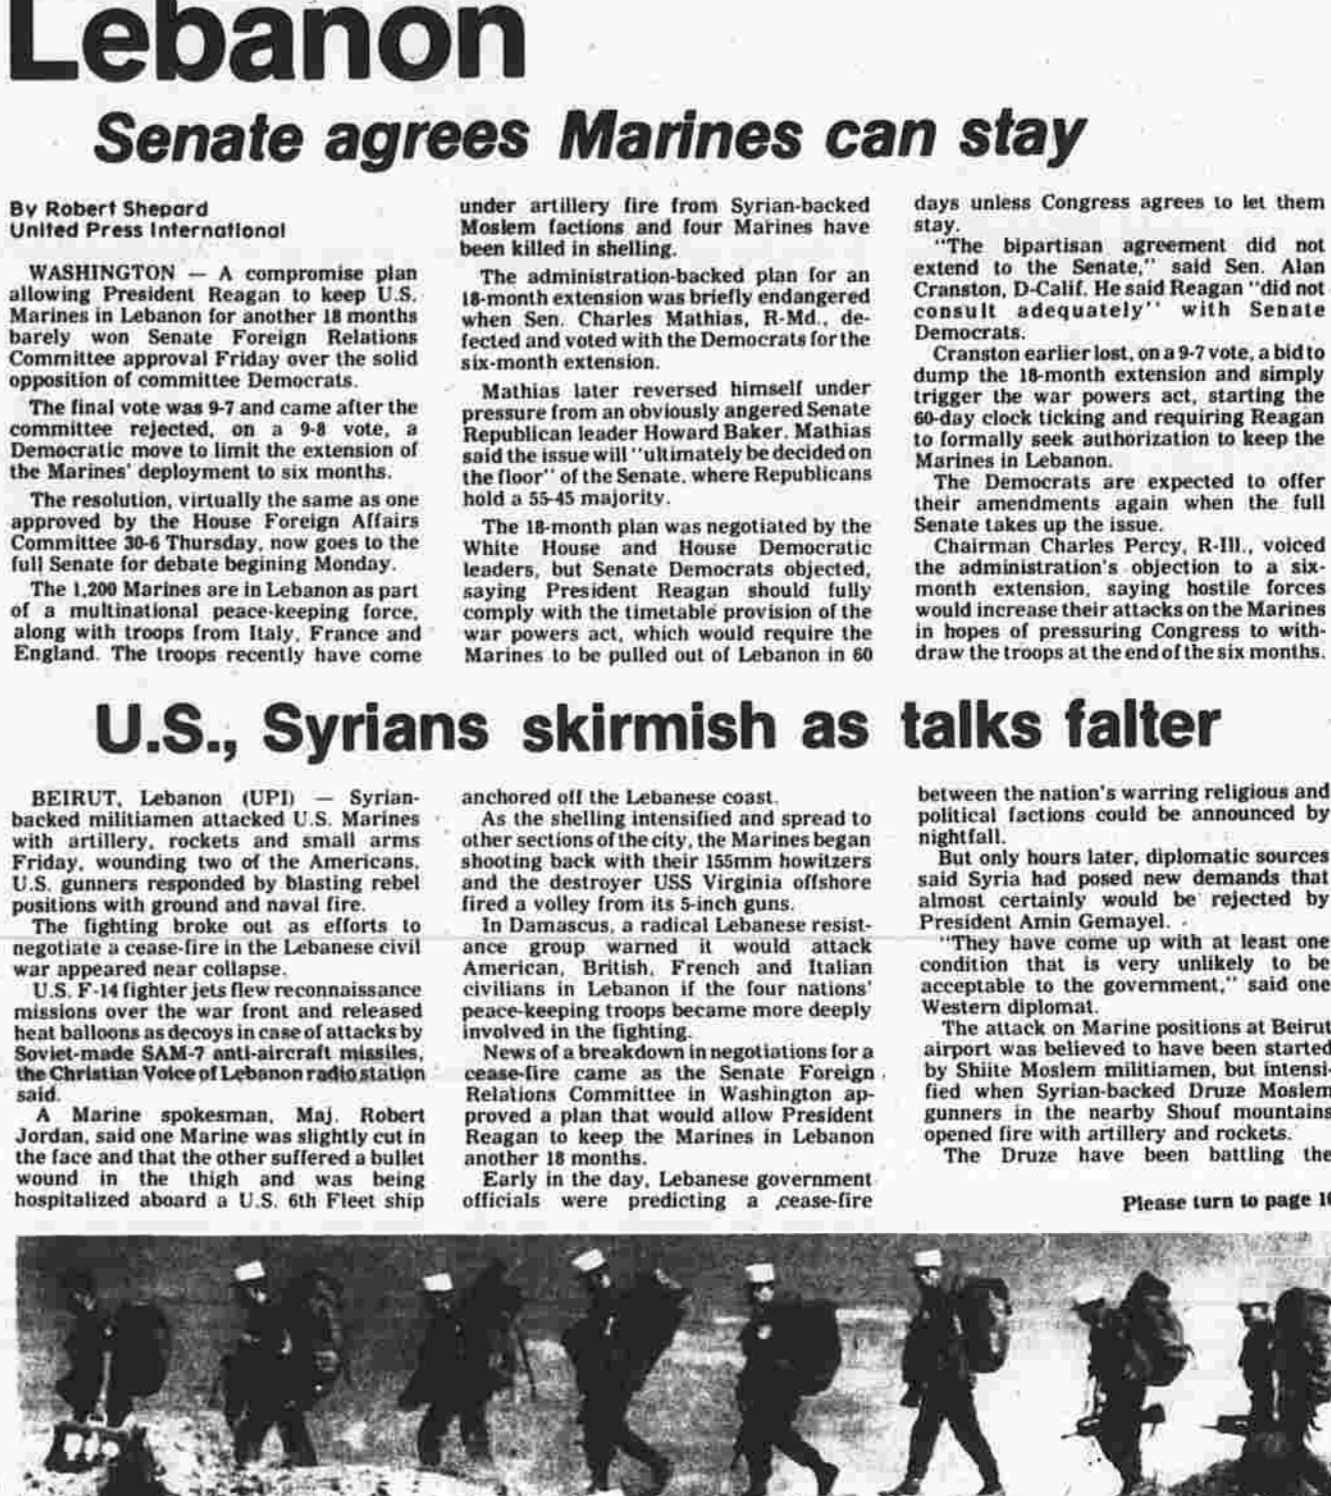 Lebanon
Senate agrees Marines can stay
By Robert Shepard
United Press International
WASHINGTON — A compromise plan
allowing President Reagan to keep U.S.
Marines in Lebanon for another 18 months
barely won Senate Foreign Relations
Committee approval Friday over the solid
opposition of committee Democrats.
The final vote was 9-7 and came after the
committee rejected, on a 9-8 vote, a
Democratic move to limit the extension of
the Marines' deployment to six months.
The resolution, virtually the same as one
approved by the House Foreign Affairs
Committee 30-6 Thursday, now goes to the
full Senate for debate begining Monday.
The 1,200 Marines are in Lebanon as part
of a multinational peace-keeping force,
along with troops from Italy, France and
England. The troops recently have come
under artillery fire from Syrian-backed
Moslem factions and four Marines have
been killed in shelling.
The administration-backed plan for an
18-month extension was briefly endangered
when Sen. Charles Mathias, R-Md., de-
fected and voted with the Democrats for the
six-month extension.
Mathias later reversed himself under
pressure from an obviously angered Senate
Republican leader Howard Baker. Mathias
said the issue will "ultimately be decided on
the floor" of the Senate, where Republicans
hold a 55-45 majority.
The 18-month plan was negotiated by the
White House and House Democratic
leaders, but Senate Democrats objected,
saying President Reagan should fully
comply with the timetable provision of the
war powers act, which would require the
Marines to be pulled out of Lebanon in 60
days unless Congress agrees to let them
stay.
"The bipartisan agreement did not
extend to the Senate," said Sen. Alan
Cranston, D-Calif. He said Reagan "did not
consult adequately" with Senate
Democrats.
Cranston earlier lost, on a 9-7 vote, a bid to
dump the 18-month extension and simply
trigger the war powers act, starting the
60-day clock ticking and requiring Reagan
to formally seek authorization to keep the
Marines in Lebanon.
The Democrats are expected to offer
their amendments again when the full
Senate takes up the issue.
Chairman Charles Percy, R-Ill., voiced
the administration's objection to a six-
month extension, saying hostile forces
would increase their attacks on the Marines
in hopes of pressuring Congress to with-
draw the troops at the end of the six months.
U.S., Syrians skirmish as talks falter
BEIRUT, Lebanon (UPI) — Syrian-
backed militiamen attacked U.S. Marines
with artillery, rockets and small arms
Friday, wounding two of the Americans.
U.S. gunners responded by blasting rebel
positions with ground and naval fire.
The fighting broke out as efforts to
negotiate a cease-fire in the Lebanese civil
war appeared near collapse.
U.S. F-14 fighter jets flew reconnaissance
missions over the war front and released
heat balloons as decoys in case of attacks by
Soviet-made SAM-7 anti-aircraft missiles,
the Christian Voice of Lebanon radio station
said.
A Marine spokesman, Maj. Robert
Jordan, said one Marine was slightly cut in
the face and that the other suffered a bullet
wound in the thigh and was being
hospitalized aboard a U.S. 6th Fleet ship
anchored off the Lebanese coast.
As the shelling intensified and spread to
other sections of the city, the Marines began
shooting back with their 155mm howitzers
and the destroyer USS Virginia offshore
fired a volley from its 5-inch guns.
In Damascus, a radical Lebanese resist-
ance group warned it would attack
American, British, French and Italian
civilians in Lebanon if the four nations'
peace-keeping troops became more deeply
involved in the fighting.
News of a breakdown in negotiations for a
cease-fire came as the Senate Foreign
Relations Committee in Washington ap-
proved a plan that would allow President
Reagan to keep the Marines in Lebanon
another 18 months.
Early in the day, Lebanese government
officials were predicting a cease-fire
between the nation's warring religious and
political factions could be announced by
nightfall.
But only hours later, diplomatic sources
said Syria had posed new demands that
almost certainly would be rejected by
President Amin Gemayel.
"They have come up with at least one
condition that is very unlikely to be
acceptable to the government," said one
Western diplomat.
The attack on Marine positions at Beirut
airport was believed to have been started
by Shiite Moslem militiamen, but intensi-
fied when Syrian-backed Druze Moslem
gunners in the nearby Shouf mountains
opened fire with artillery and rockets.
The Druze have been battling the
Please turn to page